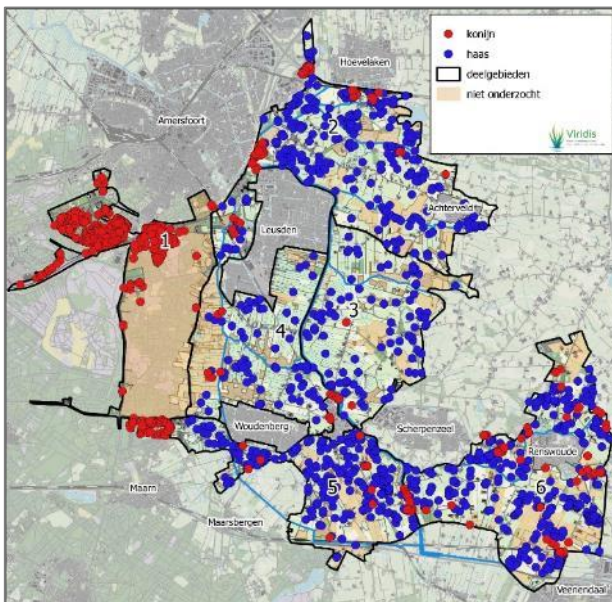 konijn
haas
deelgebieden
niet onderzocht
Viridis
Hoevelaken
Amersfoort
2
Achterveld
1
Leusden
3
4
Woudenberg
Scherpenzeel
Renswoude
5
6
Maarn
Maarsbergen
Veenendaal